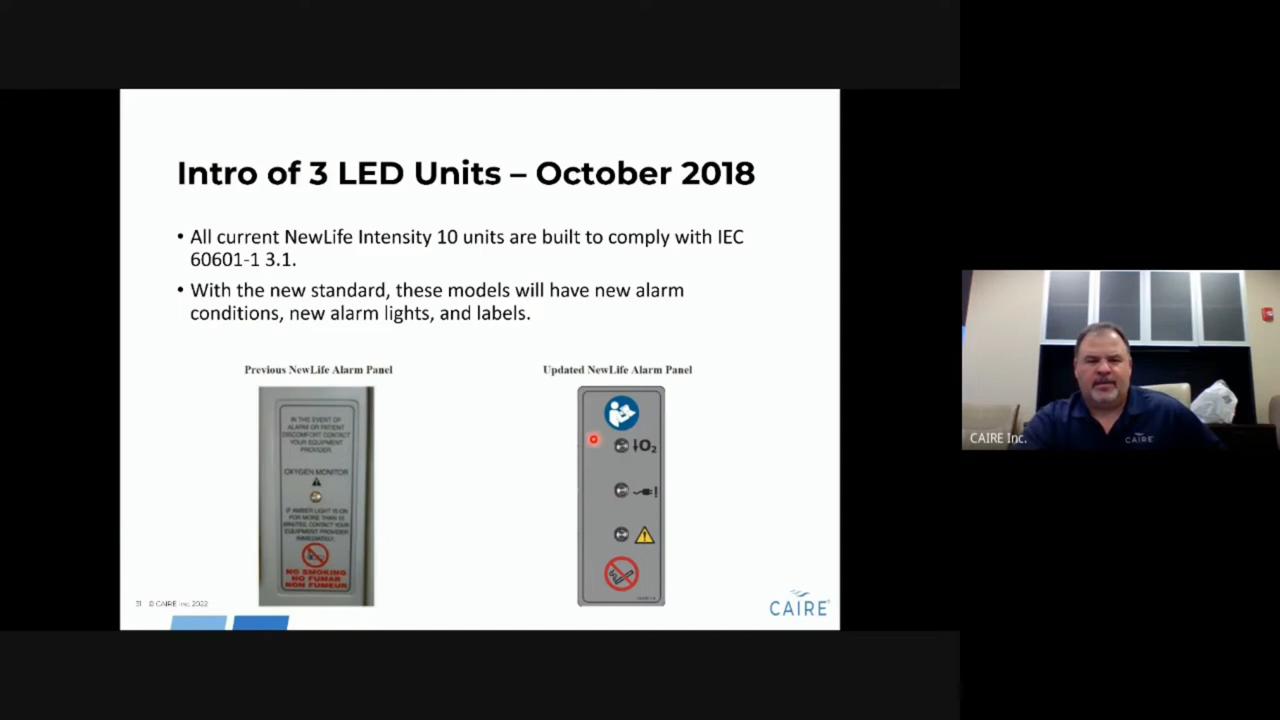 Intro of 3 LED Units – October 2018
• All current NewLife Intensity 10 units are built to comply with IEC
60601-1 3.1.
• With the new standard, these models will have new alarm
conditions, new alarm lights, and labels.
Previous NewLife Alarm Panel
IN THE EVENT OF
ALARM OR PATIENT
DISCOMFORT CONTACT
YOUR EQUIPMENT
PROVIDER.
OXYGEN MONITOR
IF AMBER LIGHT IS ON
FOR MORE THAN
MINUTES, CONTACT YOUR
EQUIPMENT PROVIDER
IMMEDIATELY.
NO SMOKING
NO FUMAR
NON FUMEUR
Updated NewLife Alarm Panel
O2
!
!
31 © CAIRE Inc. 2022
CAIRE
CAIRE Inc.
CAIRE